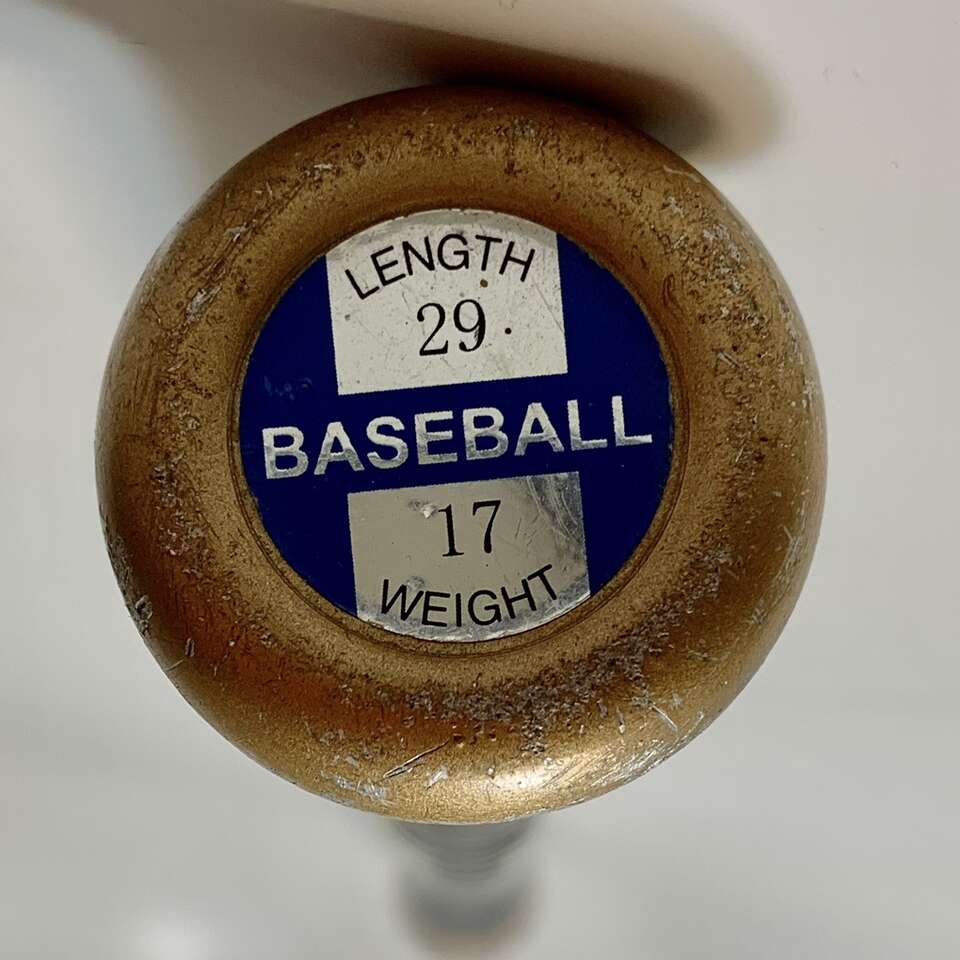 LENGTH
29
BASEBALL
17
WEIGHT